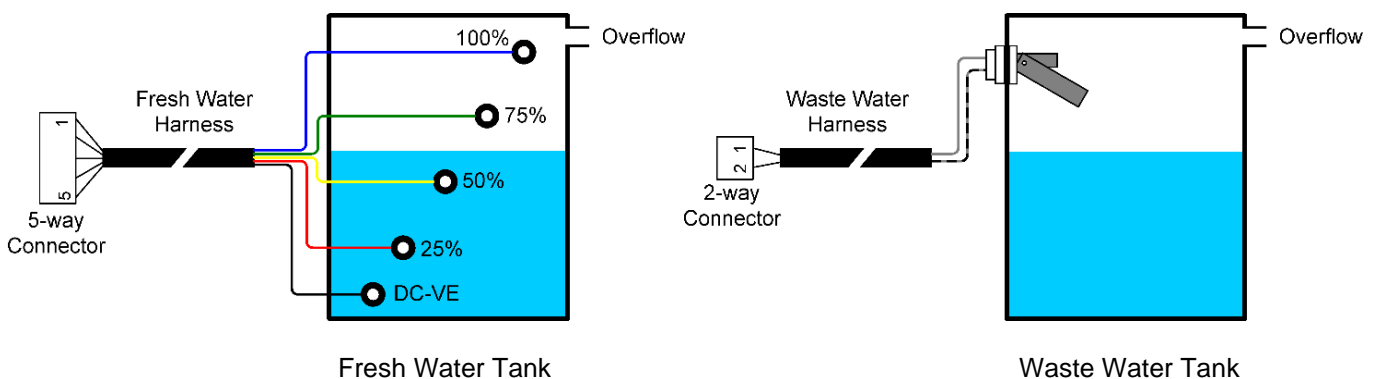 100%
Overflow
Fresh Water
Harness
75%
1
5
50%
5-way
Connector
25%
DC-VE
Fresh Water Tank
Overflow
Waste Water
Harness
1
2
2-way
Connector
Waste Water Tank